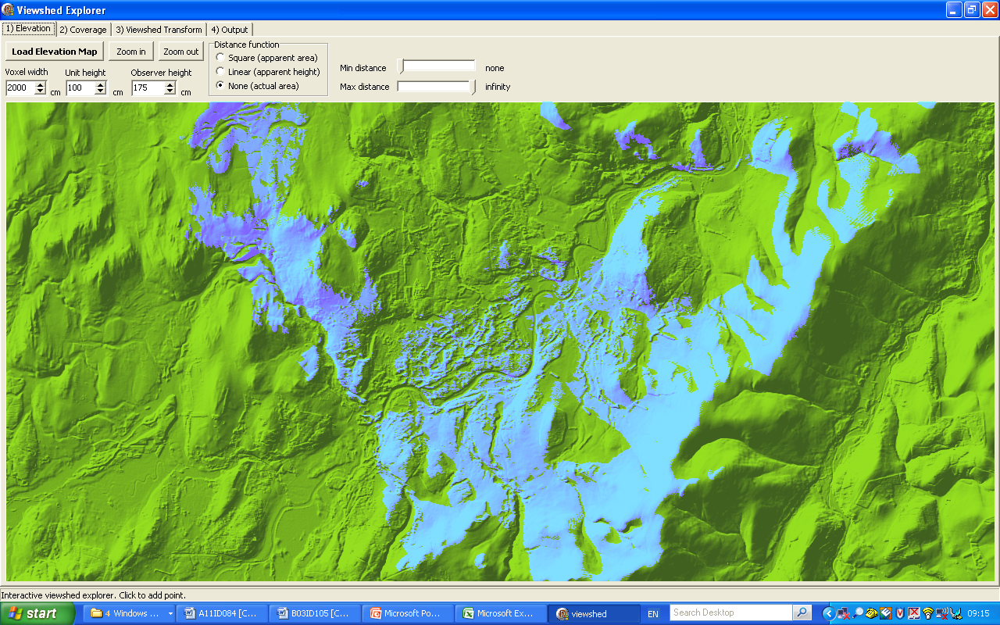 Viewshed Explorer
1) Elevation 2) Coverage 3) Viewshed Transform 4) Output
Load Elevation Map Zoom in Zoom out
Voxel width Unit height Observer height
2000 cm 100 cm 175 cm
Distance function
Square (apparent area)
Linear (apparent height)
None (actual area)
Min distance none
Max distance infinity
Interactive viewshed explorer. Click to add point.
start 4 Windows ... A11ID084 [C... B03ID105 [C... Microsoft Po... Microsoft Ex... viewshed EN Search Desktop 09:15